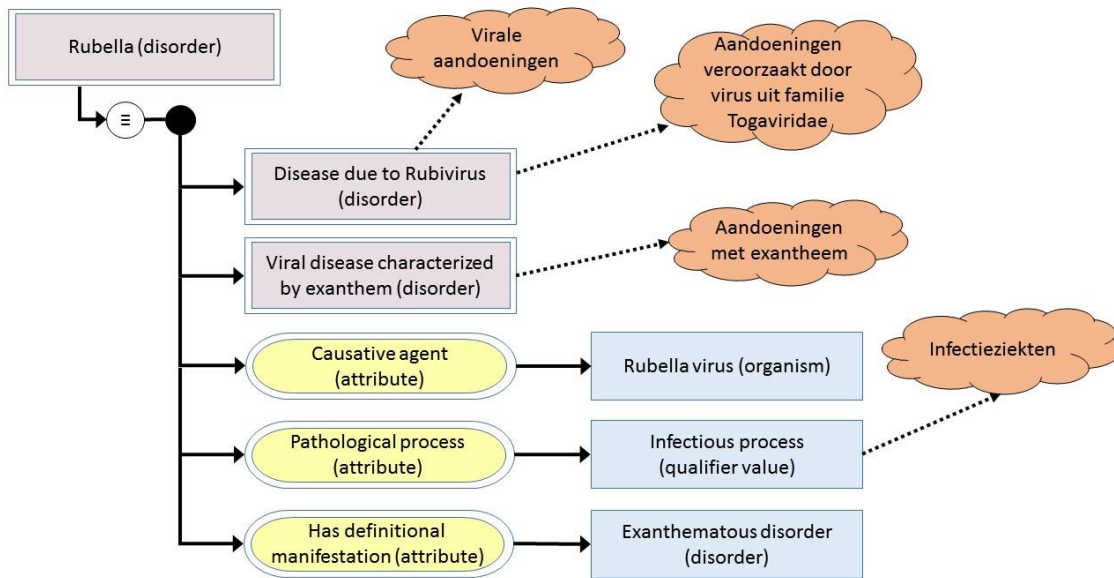 Rubella (disorder)
≡
Virale
aandoeningen
Aandoeningen
veroorzaakt door
virus uit familie
Togaviridae
Disease due to Rubivirus
(disorder)
Viral disease characterized
by exanthem (disorder)
Aandoeningen
met exantheem
Causative agent
(attribute)
Rubella virus (organism)
Infectieziekten
Pathological process
(attribute)
Infectious process
(qualifier value)
Has definitional
manifestation (attribute)
Exanthematous disorder
(disorder)